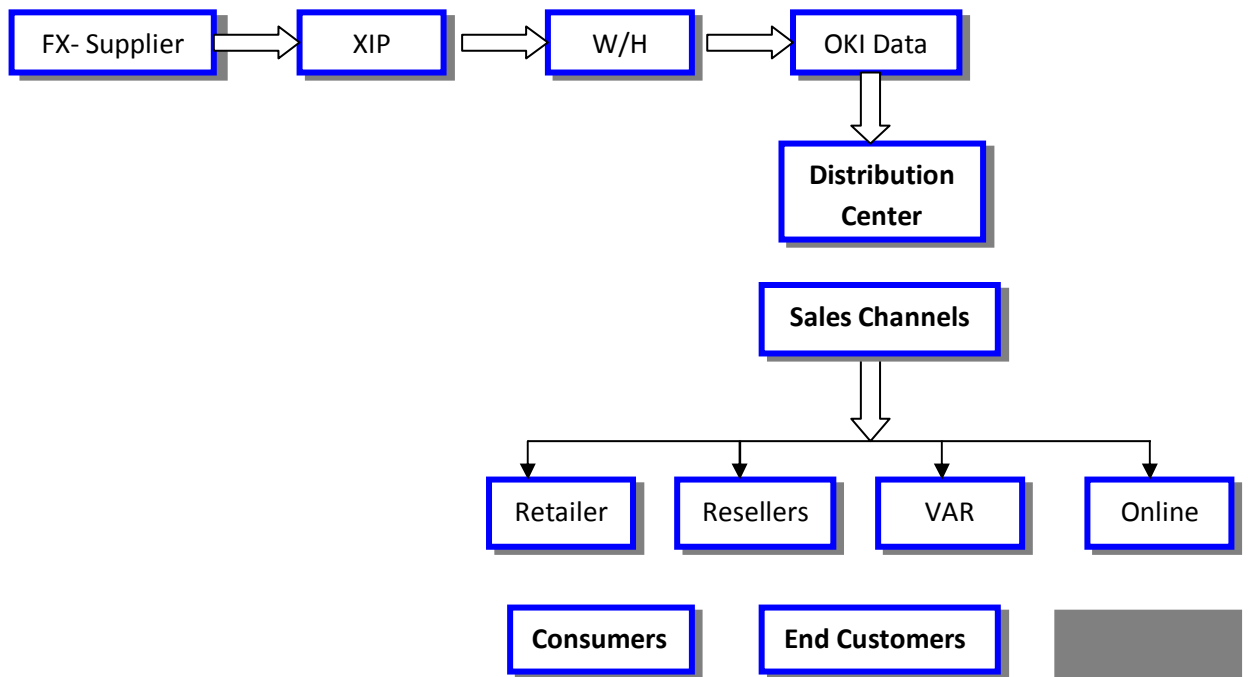 FX- Supplier
XIP
W/H
OKI Data
Distribution
Center
Sales Channels
Retailer
Resellers
VAR
Online
Consumers
End Customers